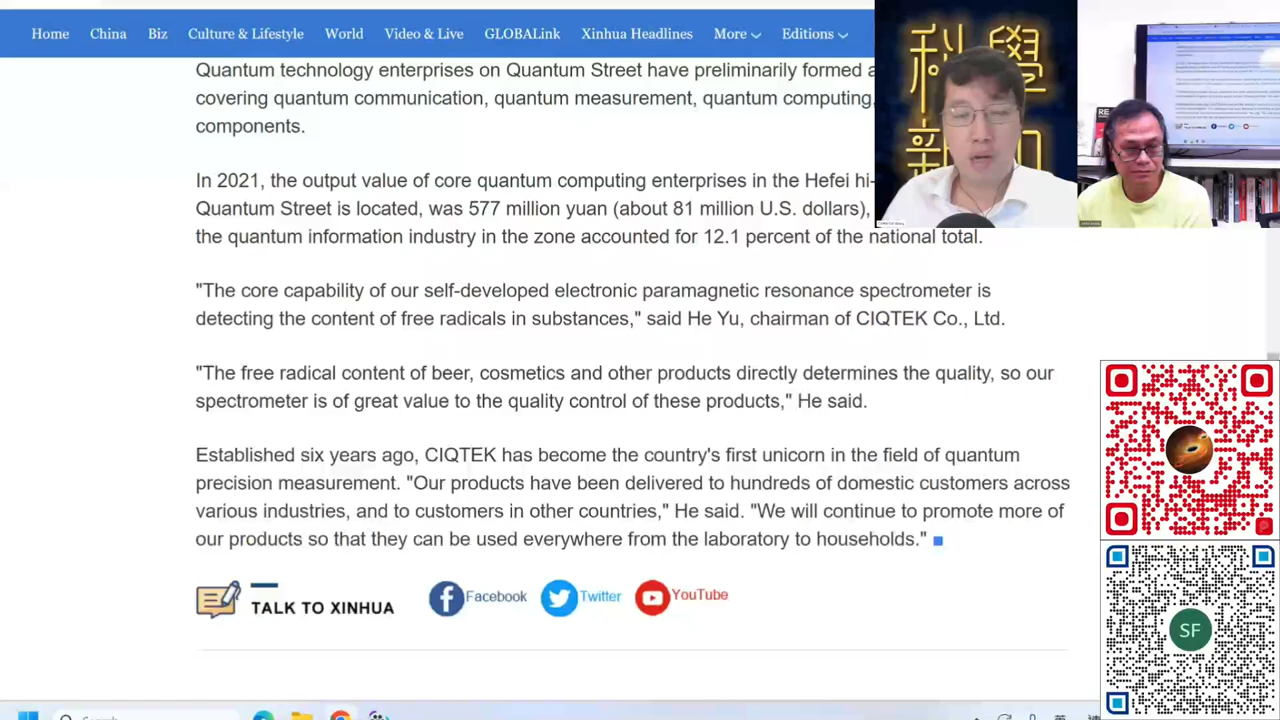 Home China Biz Culture & Lifestyle World Video & Live GLOBALink Xinhua Headlines More Editions
Quantum technology enterprises on Quantum Street have preliminarily formed a
covering quantum communication, quantum measurement, quantum computing,
components.
In 2021, the output value of core quantum computing enterprises in the Hefei hi-
Quantum Street is located, was 577 million yuan (about 81 million U.S. dollars),
the quantum information industry in the zone accounted for 12.1 percent of the national total.
"The core capability of our self-developed electronic paramagnetic resonance spectrometer is
detecting the content of free radicals in substances," said He Yu, chairman of CIQTEK Co., Ltd.
"The free radical content of beer, cosmetics and other products directly determines the quality, so our
spectrometer is of great value to the quality control of these products," He said.
Established six years ago, CIQTEK has become the country's first unicorn in the field of quantum
precision measurement. "Our products have been delivered to hundreds of domestic customers across
various industries, and to customers in other countries," He said. "We will continue to promote more of
our products so that they can be used everywhere from the laboratory to households."
TALK TO XINHUA Facebook Twitter YouTube
科學
新知
SF